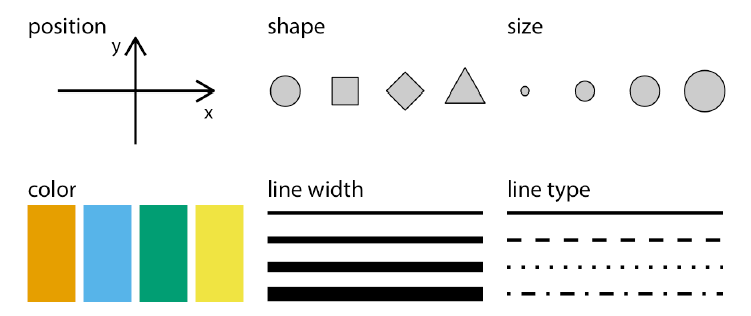 position
y
x
shape
size
color
line width
line type